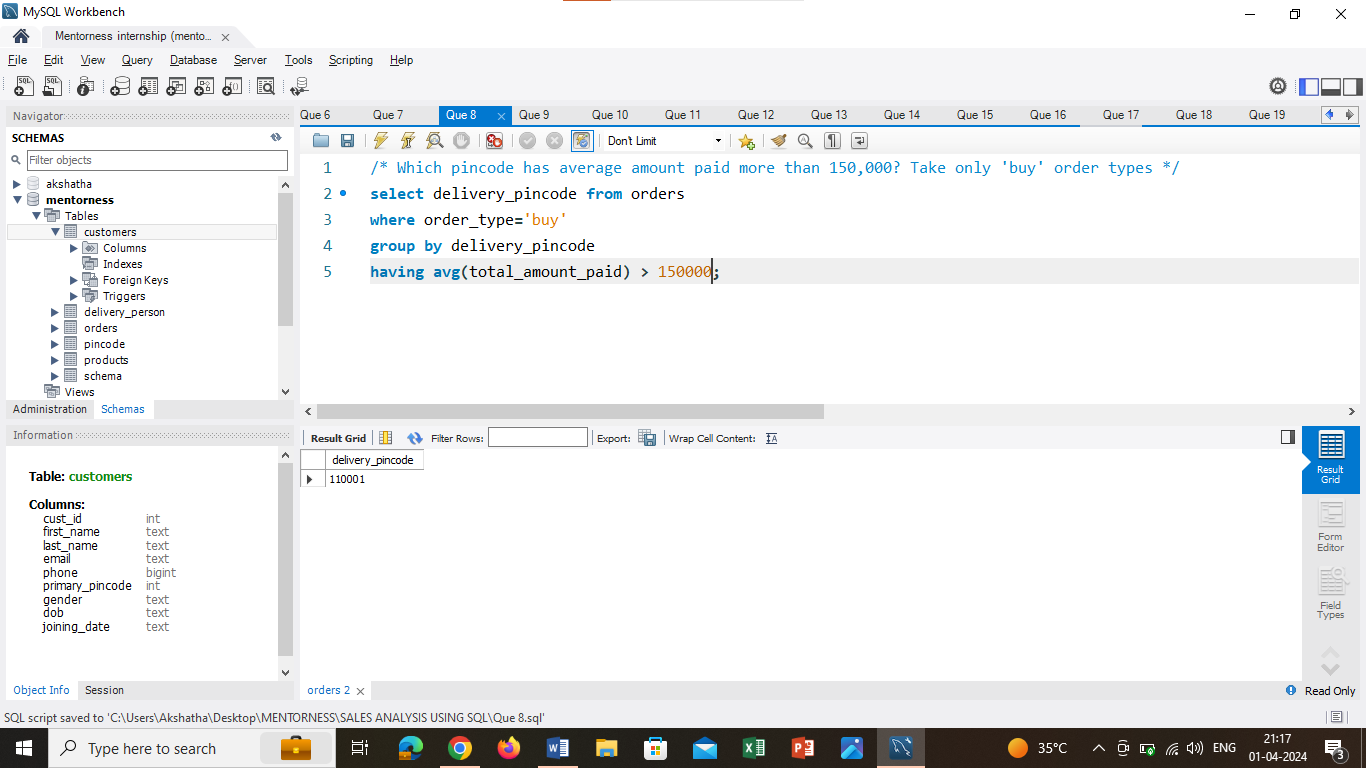 MySQL Workbench
Mentorness internship (mento... ×
File Edit View Query Database Server Tools Scripting Help
Navigator
SCHEMAS
Filter objects
akshatha
mentorness
Tables
customers
Columns
Indexes
Foreign Keys
Triggers
delivery_person
orders
pincode
products
schema
Views
Administration Schemas
Information
Table: customers
Columns:
cust_id int
first_name text
last_name text
email text
phone bigint
primary_pincode int
gender text
dob text
joining_date text
Object Info Session
Que 6 Que 7 Que 8 × Que 9 Que 10 Que 11 Que 12 Que 13 Que 14 Que 15 Que 16 Que 17 Que 18 Que 19
Don't Limit
1 /* Which pincode has average amount paid more than 150,000? Take only 'buy' order types */
2 select delivery_pincode from orders
3 where order_type='buy'
4 group by delivery_pincode
5 having avg(total_amount_paid) > 150000;
Result Grid Filter Rows: Export: Wrap Cell Content:
delivery_pincode
110001
Result
Grid
Form
Editor
Field
Types
orders 2 ×
Read Only
SQL script saved to 'C:\Users\Akshatha\Desktop\MENTORNESS\SALES ANALYSIS USING SQL\Que 8.sql'
Type here to search
35°C
ENG
21:17
01-04-2024
3